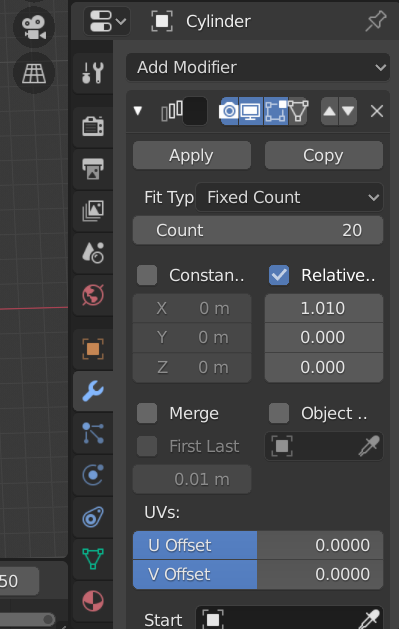 Cylinder
Add Modifier
Apply Copy
Fit Typ Fixed Count
Count 20
Constan.. Relative..
X 0 m 1.010
Y 0 m 0.000
Z 0 m 0.000
Merge Object ..
First Last
0.01 m
UVs:
U Offset 0.0000
V Offset 0.0000
50
Start